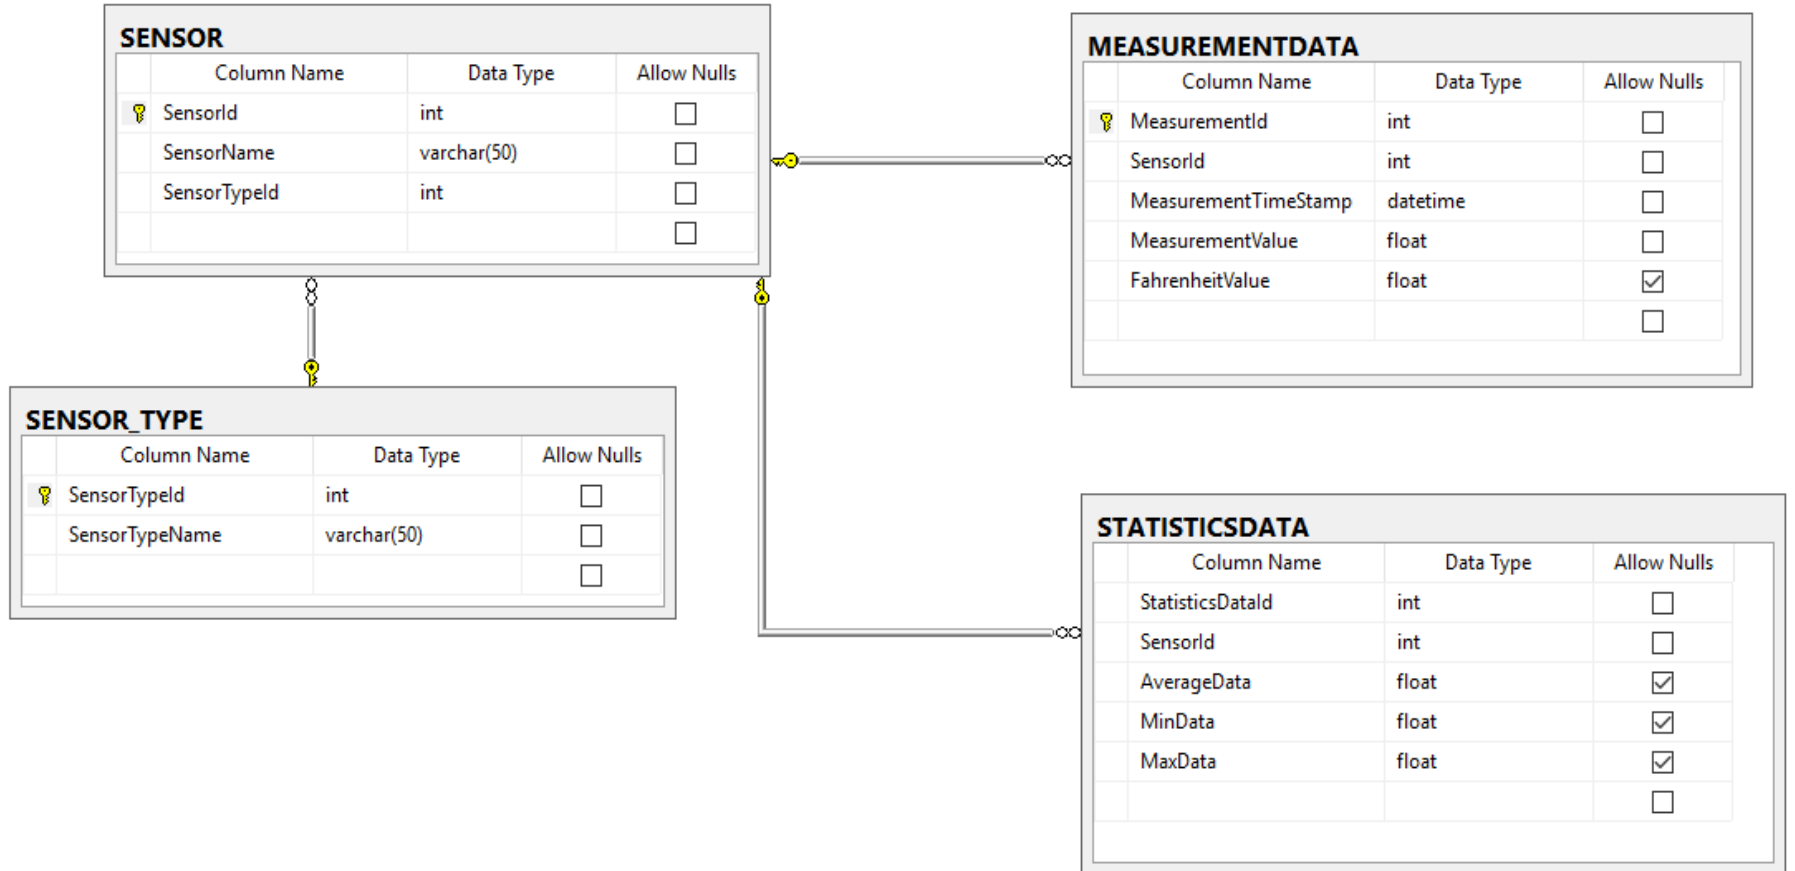 SENSOR
Column Name Data Type Allow Nulls
SensorId int
SensorName varchar(50)
SensorTypeId int
MEASUREMENTDATA
Column Name Data Type Allow Nulls
MeasurementId int
SensorId int
MeasurementTimeStamp datetime
MeasurementValue float
FahrenheitValue float
SENSOR_TYPE
Column Name Data Type Allow Nulls
SensorTypeId int
SensorTypeName varchar(50)
STATISTICSDATA
Column Name Data Type Allow Nulls
StatisticsDataId int
SensorId int
AverageData float
MinData float
MaxData float